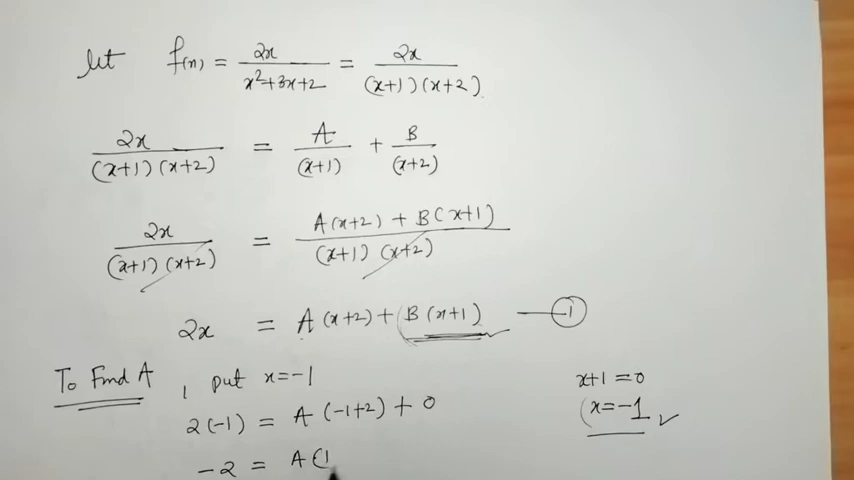 let f(n) = 2x / x²+3x+2 = 2x / (x+1)(x+2)
2x / (x+1)(x+2) = A / (x+1) + B / (x+2)
2x / (x+1)(x+2) = A(x+2) + B(x+1) / (x+1)(x+2)
2x = A(x+2) + B(x+1) — 1
To Find A, put x=-1
x+1=0
2(-1) = A(-1+2) + 0
(x=-1 ✓
-2 = A(1